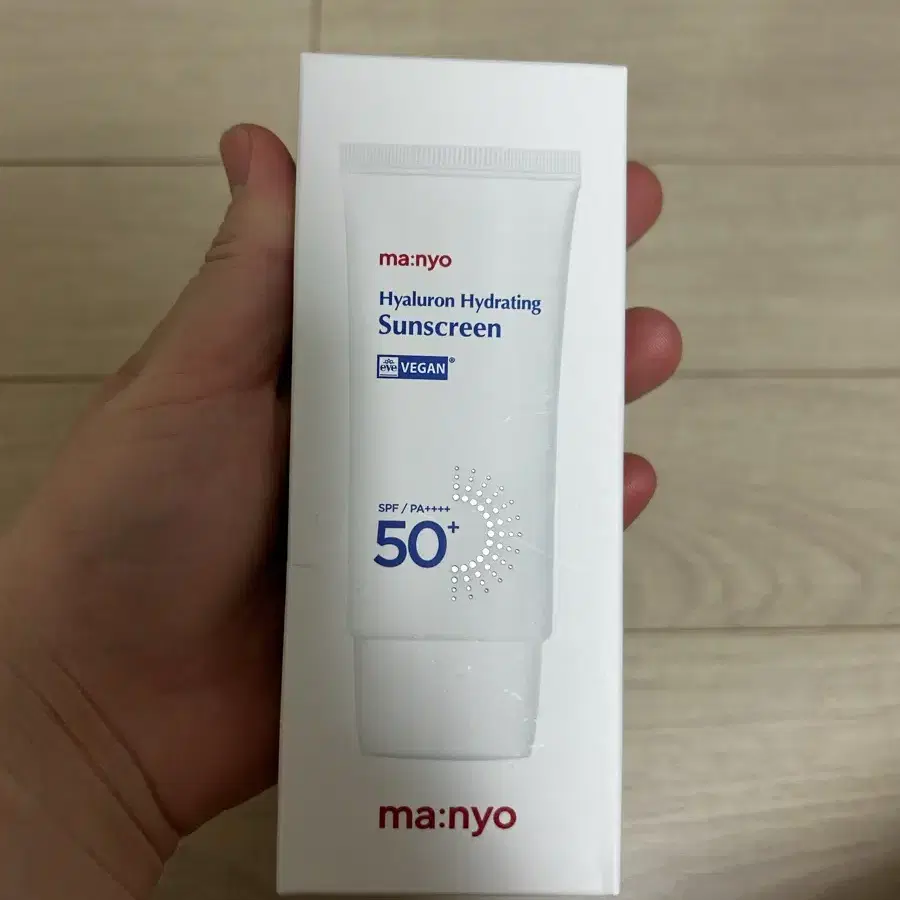 ma:nyo
Hyaluron Hydrating
Sunscreen
eve VEGAN®
SPF / PA++++
50+
ma:nyo